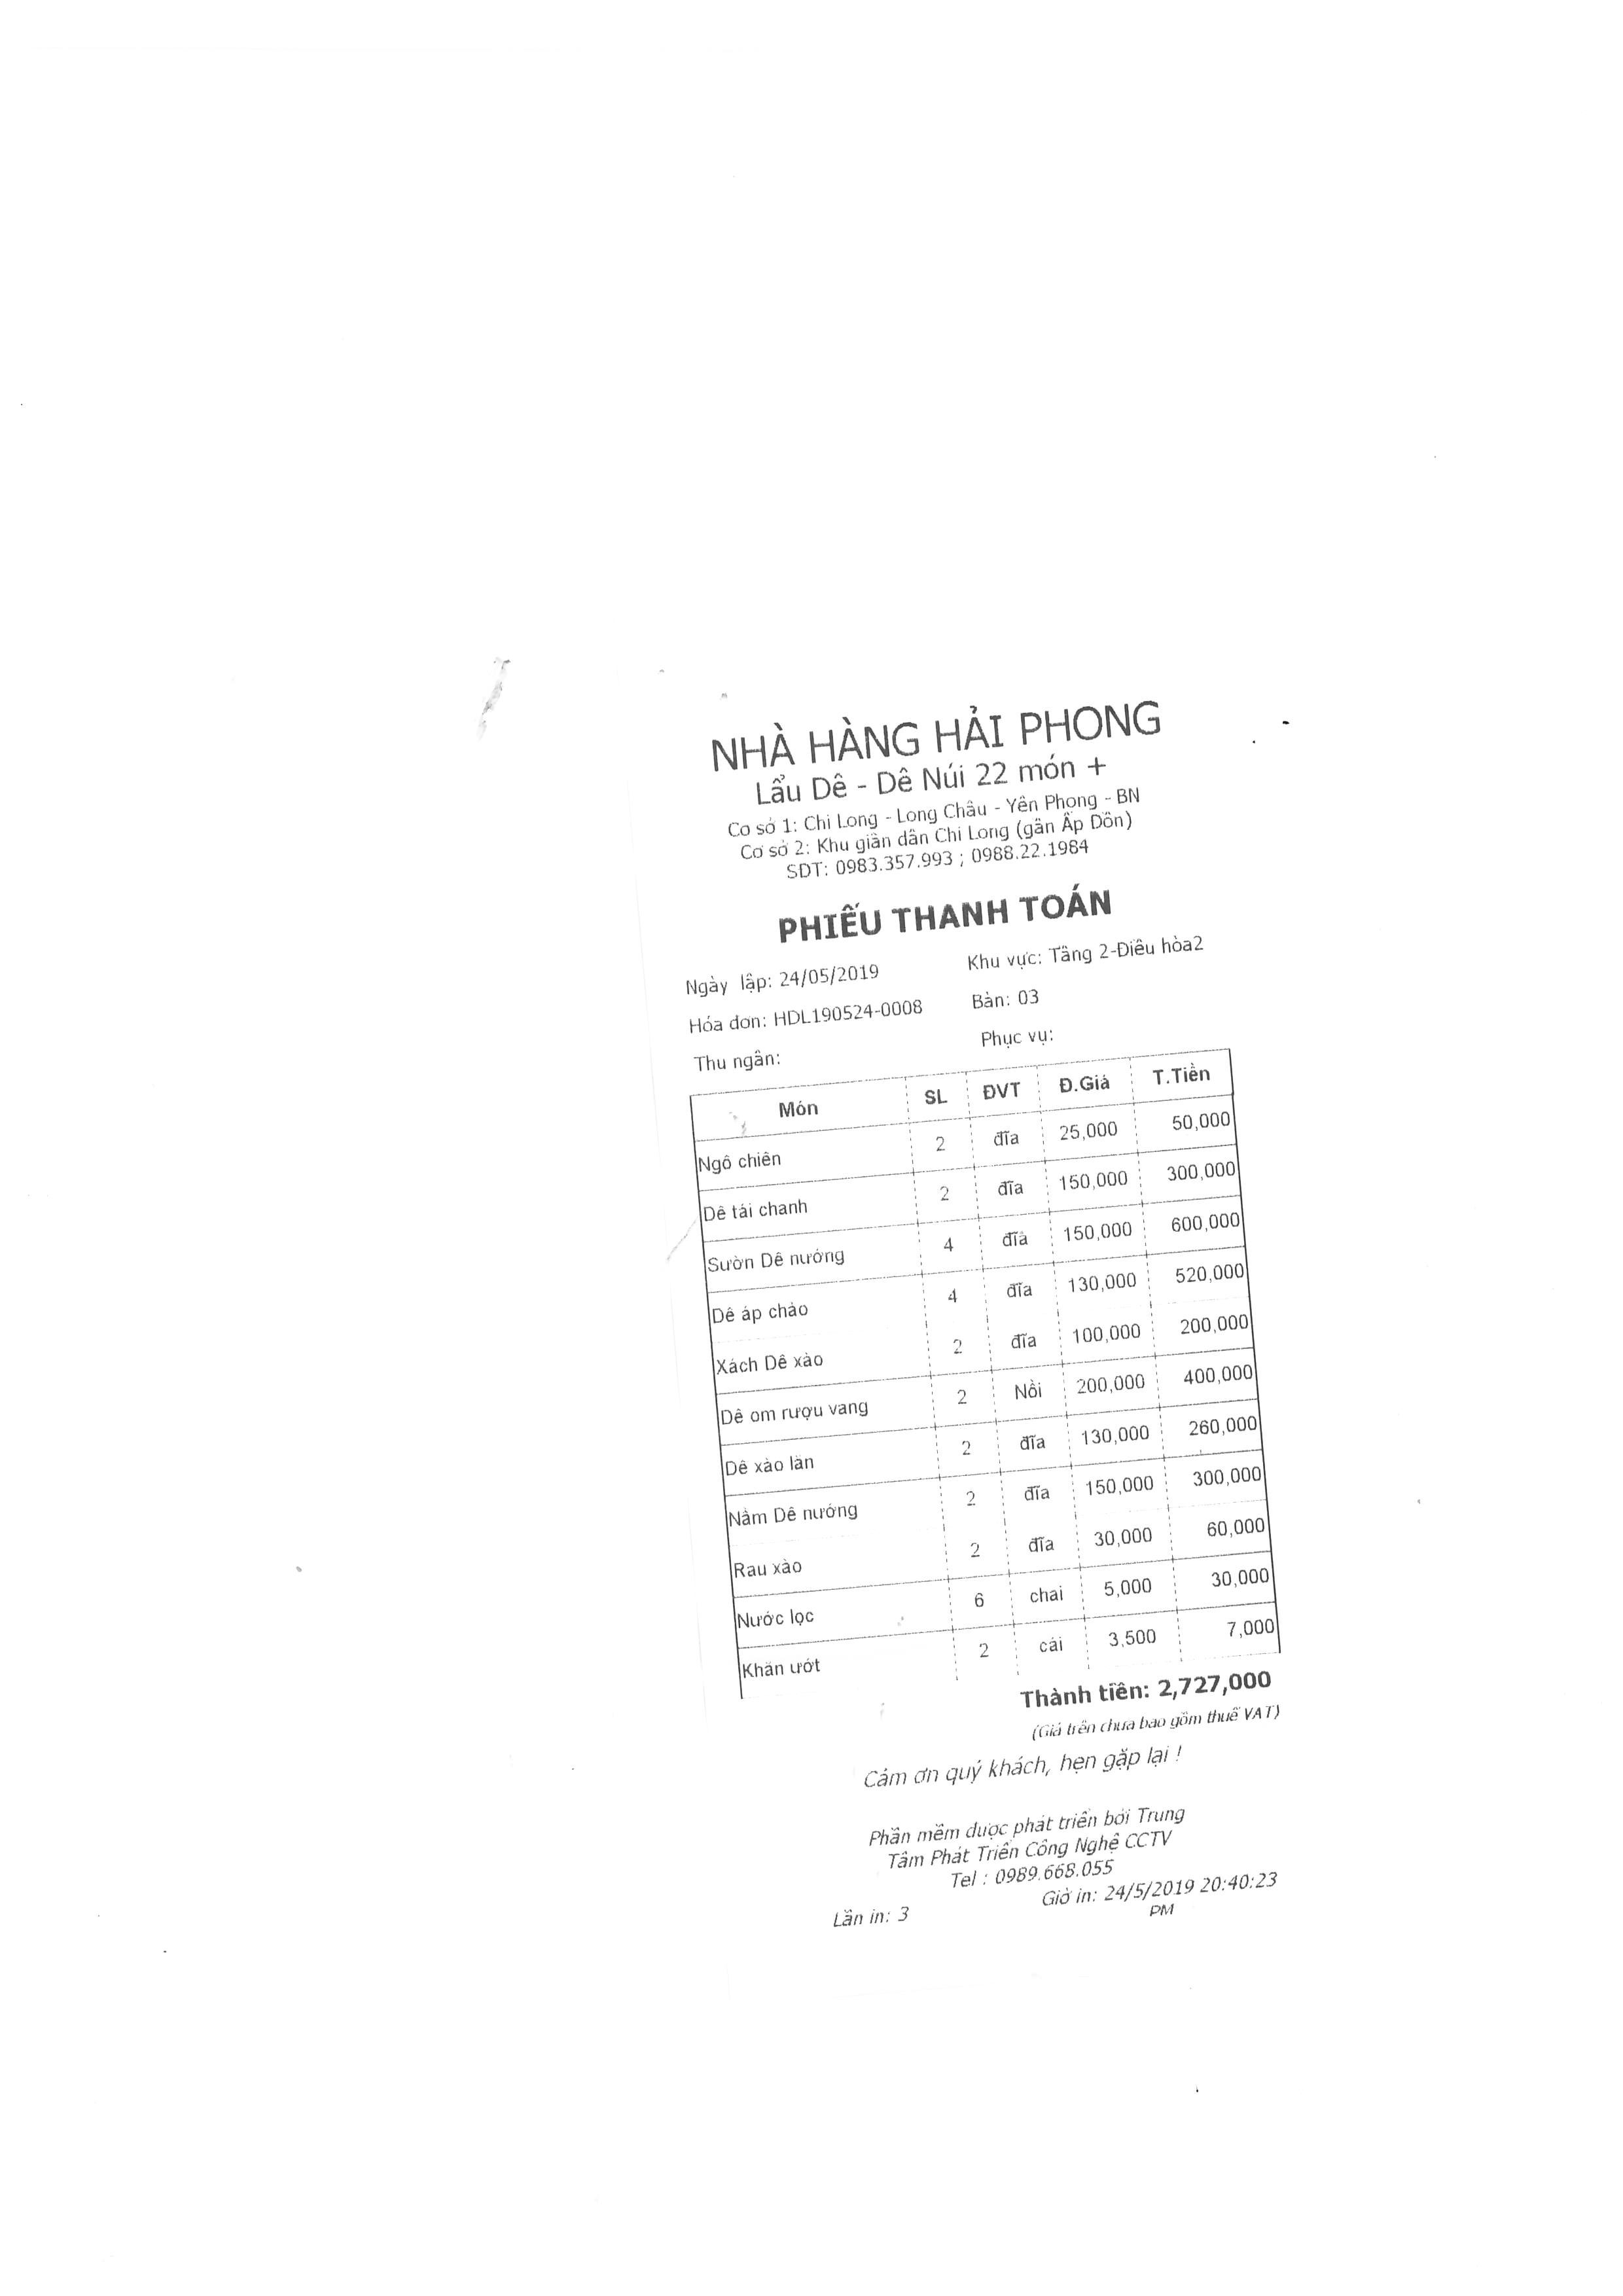 NHÀ HÀNG HẢI PHONG
Lẩu Dê - Dê Núi 22 món +
Cơ sở 1: Chi Long - Long Châu - Yên Phong - BN
Cơ sở 2: Khu giãn dân Chi Long (gần Ấp Dồn)
SDT: 0983.357.993 ; 0988.22.1984
PHIẾU THANH TOÁN
Ngày lập: 24/05/2019 Khu vực: Tầng 2-Điều hòa2
Hóa đơn: HDL190524-0008 Bàn: 03
Thu ngân: Phục vụ:
Món SL ĐVT Đ.Giá T.Tiền
Ngô chiên 2 đĩa 25,000 50,000
Dê tái chanh 2 đĩa 150,000 300,000
Sườn Dê nướng 4 đĩa 150,000 600,000
Dê áp chảo 4 đĩa 130,000 520,000
Xách Dê xào 2 đĩa 100,000 200,000
Dê om rượu vang 2 Nồi 200,000 400,000
Dê xào lăn 2 đĩa 130,000 260,000
Nầm Dê nướng 2 đĩa 150,000 300,000
Rau xào 2 đĩa 30,000 60,000
Nước lọc 6 chai 5,000 30,000
Khăn ướt 2 cái 3,500 7,000
Thành tiền: 2,727,000
(Giá trên chưa bao gồm thuế VAT)
Cảm ơn quý khách, hẹn gặp lại !
Phần mềm được phát triển bởi Trung
Tâm Phát Triển Công Nghệ CCTV
Tel : 0989.668.055
Lần in: 3 Giờ in: 24/5/2019 20:40:23
PM